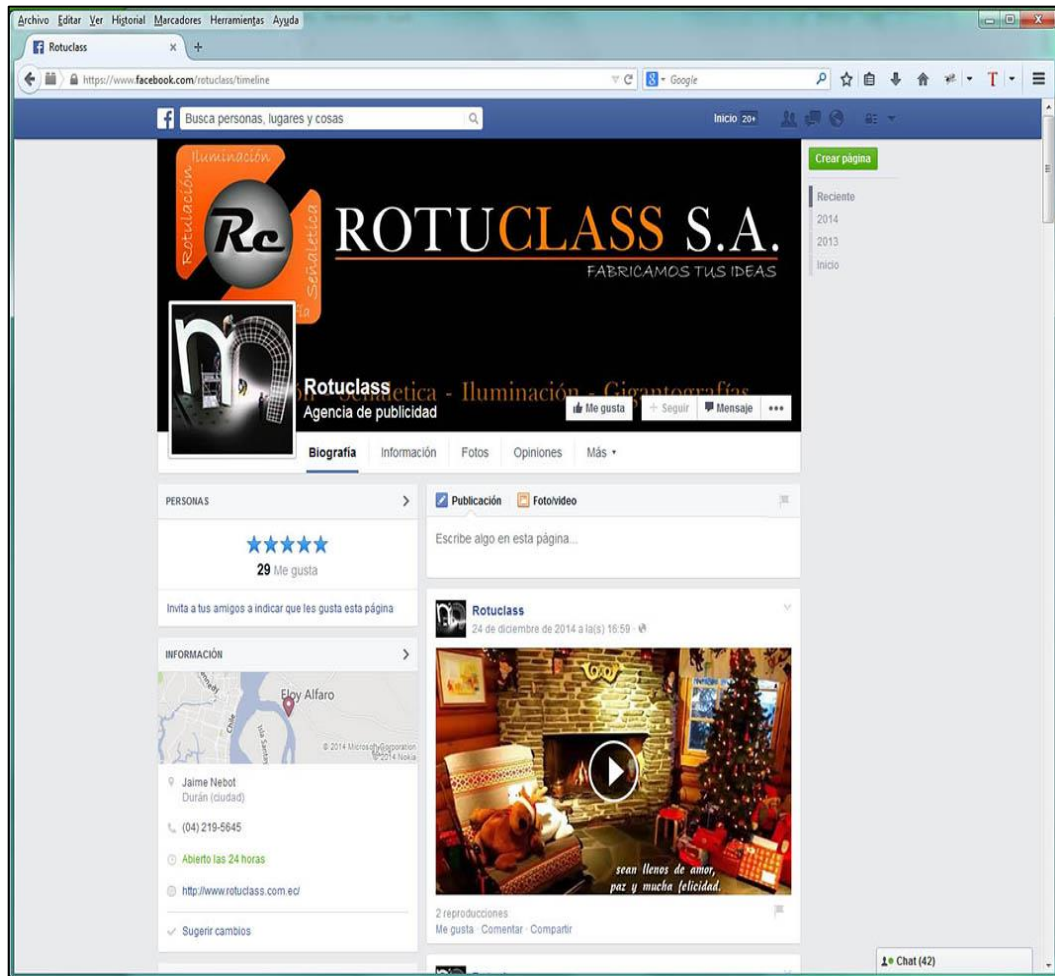 Archivo Editar Ver Historial Marcadores Herramientas Ayuda
Rotuclass
https://www.facebook.com/rotuclass/timeline
Google
Busca personas, lugares y cosas
Inicio 20+
Iluminación
Rotulación
Señaletica
ía
Rc
ROTUCLASS S.A.
FABRICAMOS TUS IDEAS
ón - Señaletica - Iluminación - Gigantografías
Rotuclass
Agencia de publicidad
Me gusta
Seguir
Mensaje
Crear página
Reciente
2014
2013
Inicio
Biografía Información Fotos Opiniones Más
PERSONAS
29 Me gusta
Invita a tus amigos a indicar que les gusta esta página
INFORMACIÓN
Eloy Alfaro
Chile
Isla Santa
© 2014 Microsoft Corporation
© 2014 Nokia
Jaime Nebot
Durán (ciudad)
(04) 219-5645
Abierto las 24 horas
http://www.rotuclass.com.ec/
Sugerir cambios
Publicación Foto/video
Escribe algo en esta página...
Rotuclass
24 de diciembre de 2014 a la(s) 16:59
sean llenos de amor,
paz y mucha felicidad.
2 reproducciones
Me gusta · Comentar · Compartir
Chat (42)